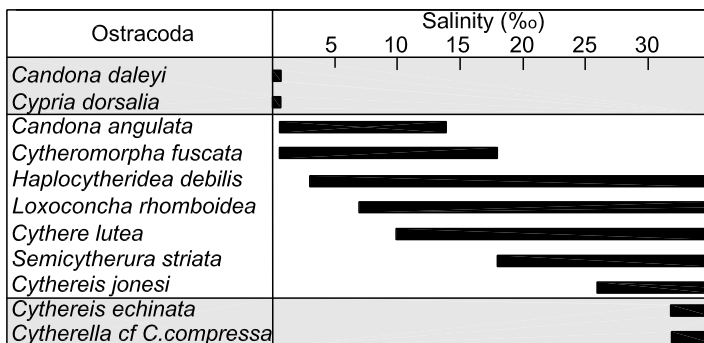 Ostracoda
Salinity (‰)
5 10 15 20 25 30
Candona daleyi
Cypria dorsalia
Candona angulata
Cytheromorpha fuscata
Haplocytheridea debilis
Loxoconcha rhomboidea
Cythere lutea
Semicytherura striata
Cythereis jonesi
Cythereis echinata
Cytherella cf C.compressa